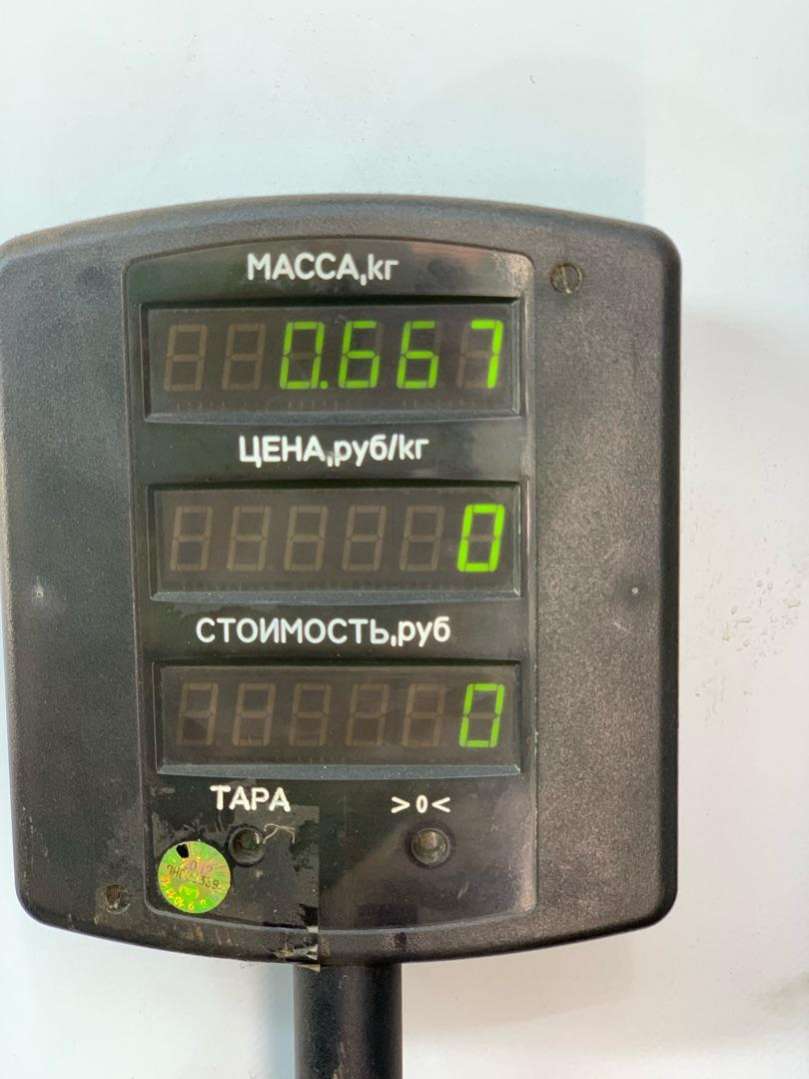 МАССА,кг
0.667
ЦЕНА,руб/кг
0
СТОИМОСТЬ,руб
0
ТАРА >0<